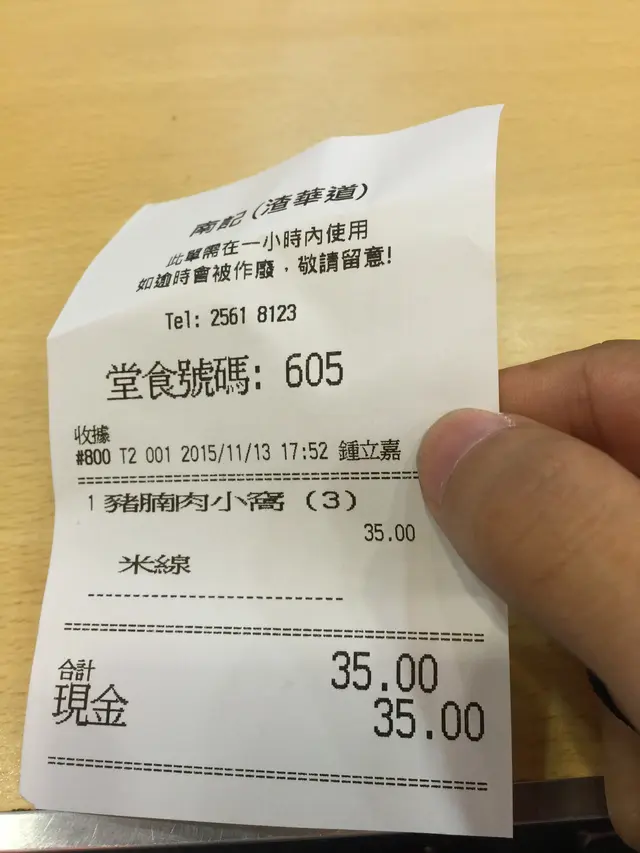 南記(渣華道)
此單需在一小時內使用
如逾時會被作廢，敬請留意!
Tel: 2561 8123
堂食號碼: 605
收據
#800 T2 001 2015/11/13 17:52 鍾立嘉
1 豬腩肉小窩 (3)
35.00
米線
合計 35.00
現金 35.00